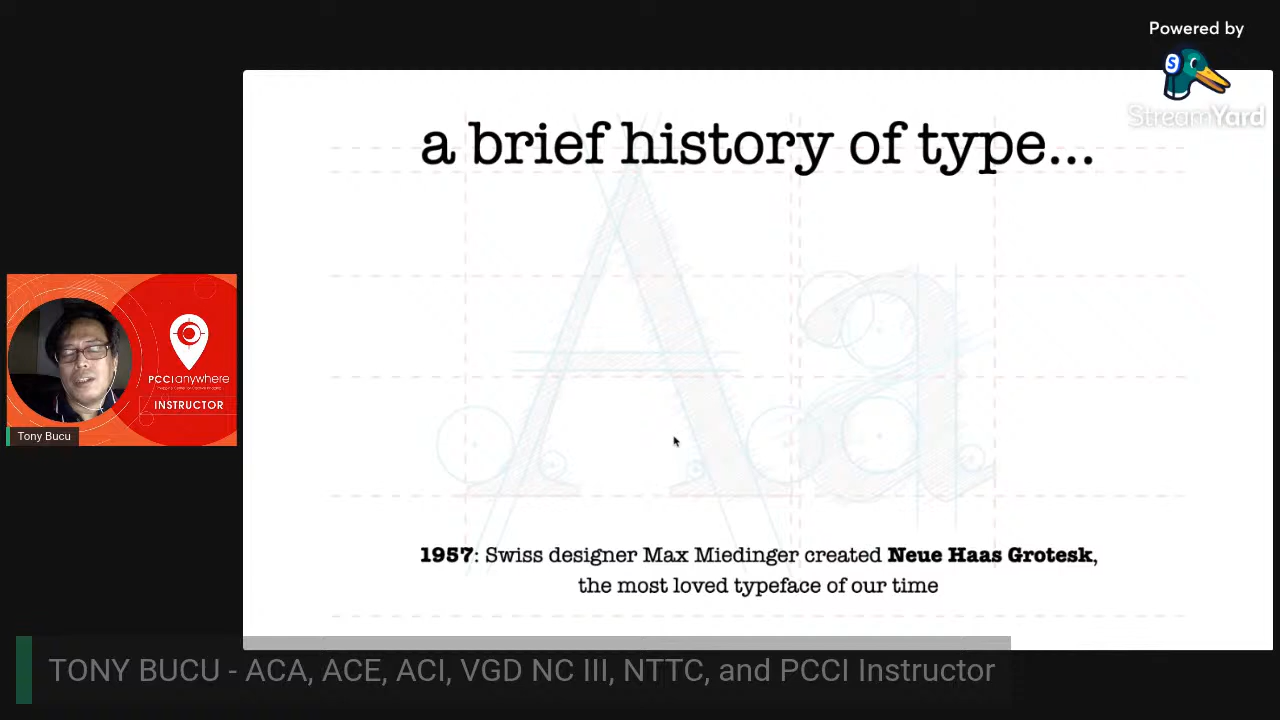 Powered by
S
StreamYard
a brief history of type...
PCCI anywhere
INSTRUCTOR
Tony Bucu
1957: Swiss designer Max Miedinger created Neue Haas Grotesk,
the most loved typeface of our time
TONY BUCU - ACA, ACE, ACI, VGD NC III, NTTC, and PCCI Instructor